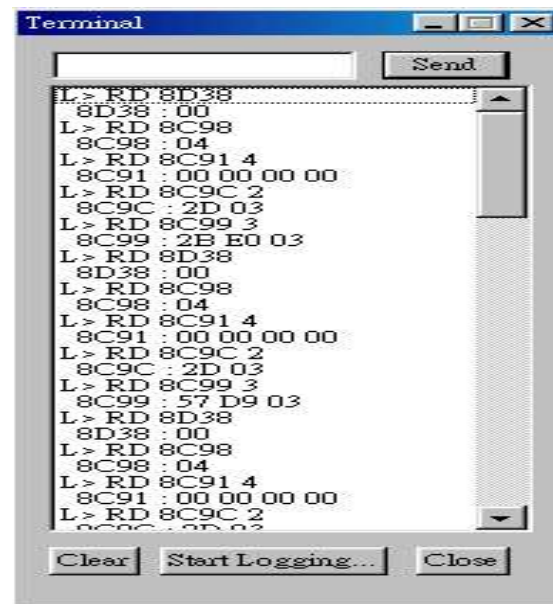 Terminal
Send
L> RD 8D38
8D38 : 00
L> RD 8C98
8C98 : 04
L> RD 8C91 4
8C91 : 00 00 00 00
L> RD 8C9C 2
8C9C : 2D 03
L> RD 8C99 3
8C99 : 2B E0 03
L> RD 8D38
8D38 : 00
L> RD 8C98
8C98 : 04
L> RD 8C91 4
8C91 : 00 00 00 00
L> RD 8C9C 2
8C9C : 2D 03
L> RD 8C99 3
8C99 : 57 D9 03
L> RD 8D38
8D38 : 00
L> RD 8C98
8C98 : 04
L> RD 8C91 4
8C91 : 00 00 00 00
L> RD 8C9C 2
Clear
Start Logging...
Close